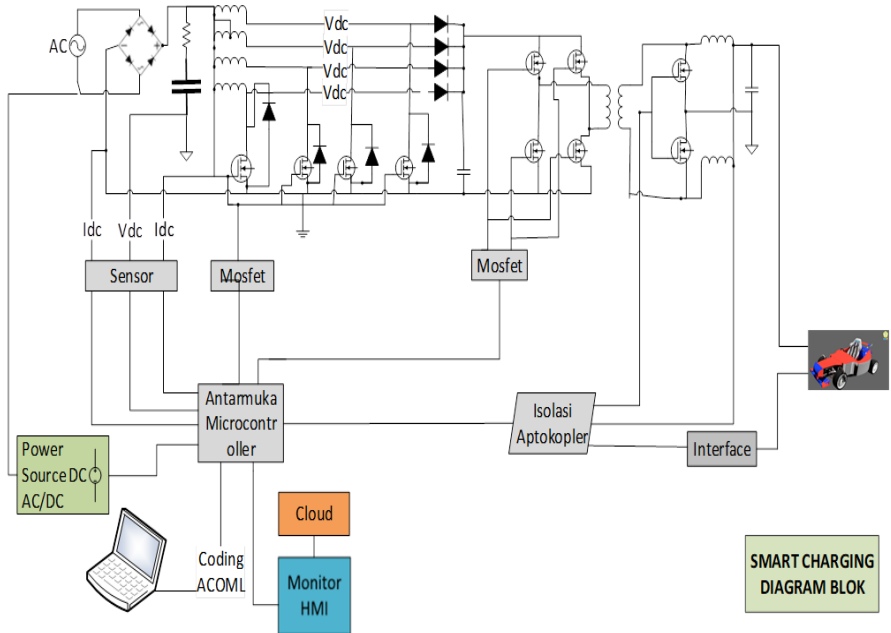 AC
Vdc
Vdc
Vdc
Vdc
Idc
Vdc
Idc
Sensor
Mosfet
Mosfet
Antarmuka
Microcontr
oller
Isolasi
Aptokopler
Interface
Power
Source DC
AC/DC
Cloud
Coding
ACOML
Monitor
HMI
SMART CHARGING
DIAGRAM BLOK